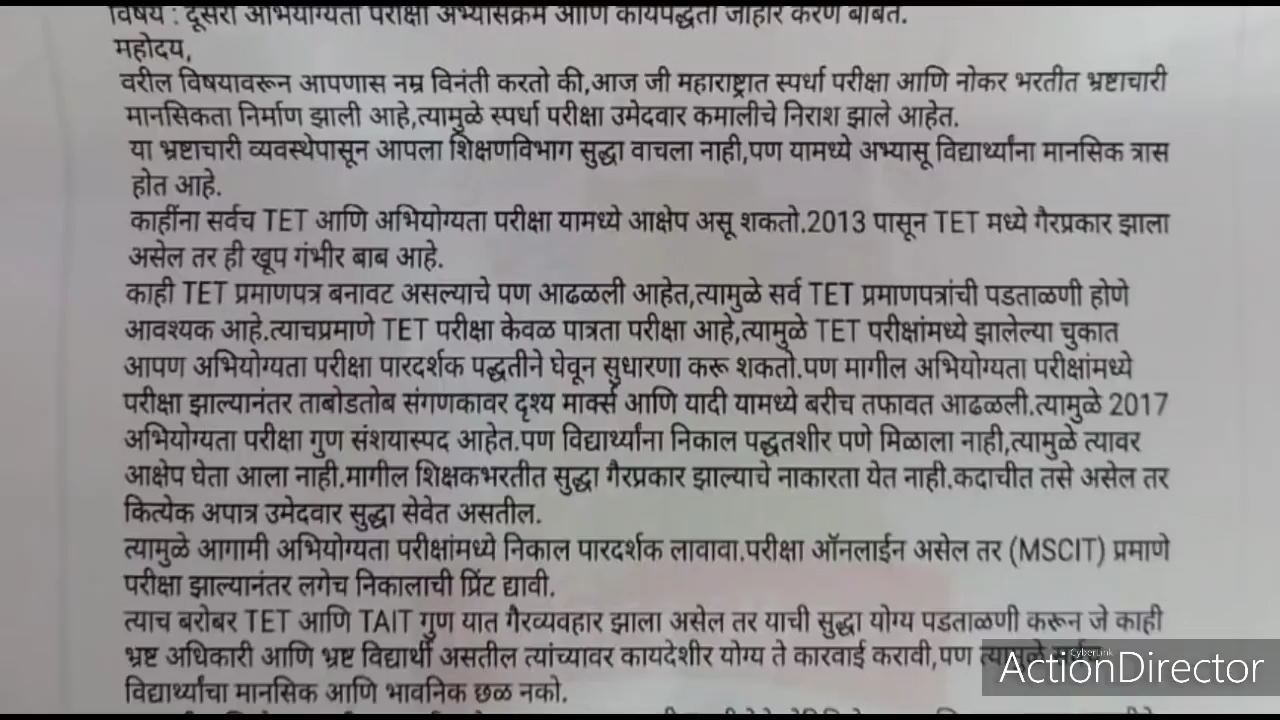 विषय : दूसरी अभियोग्यता परीक्षा अभ्यासक्रम आणि कार्यपद्धती जाहीर करणे बाबत.
महोदय,
वरील विषयावरून आपणास नम्र विनंती करतो की,आज जी महाराष्ट्रात स्पर्धा परीक्षा आणि नोकर भरतीत भ्रष्टाचारी
मानसिकता निर्माण झाली आहे,त्यामुळे स्पर्धा परीक्षा उमेदवार कमालीचे निराश झाले आहेत.
या भ्रष्टाचारी व्यवस्थेपासून आपला शिक्षणविभाग सुद्धा वाचला नाही,पण यामध्ये अभ्यासू विद्यार्थ्यांना मानसिक त्रास
होत आहे.
काहींना सर्वच TET आणि अभियोग्यता परीक्षा यामध्ये आक्षेप असू शकतो.2013 पासून TET मध्ये गैरप्रकार झाला
असेल तर ही खूप गंभीर बाब आहे.
काही TET प्रमाणपत्र बनावट असल्याचे पण आढळली आहेत,त्यामुळे सर्व TET प्रमाणपत्रांची पडताळणी होणे
आवश्यक आहे.त्याचप्रमाणे TET परीक्षा केवळ पात्रता परीक्षा आहे,त्यामुळे TET परीक्षांमध्ये झालेल्या चुकात
आपण अभियोग्यता परीक्षा पारदर्शक पद्धतीने घेवून सुधारणा करू शकतो.पण मागील अभियोग्यता परीक्षांमध्ये
परीक्षा झाल्यानंतर ताबोडतोब संगणकावर दृश्य मार्क्स आणि यादी यामध्ये बरीच तफावत आढळली.त्यामुळे 2017
अभियोग्यता परीक्षा गुण संशयास्पद आहेत.पण विद्यार्थ्यांना निकाल पद्धतशीर पणे मिळाला नाही,त्यामुळे त्यावर
आक्षेप घेता आला नाही.मागील शिक्षकभरतीत सुद्धा गैरप्रकार झाल्याचे नाकारता येत नाही.कदाचीत तसे असेल तर
कित्येक अपात्र उमेदवार सुद्धा सेवेत असतील.
त्यामुळे आगामी अभियोग्यता परीक्षांमध्ये निकाल पारदर्शक लावावा.परीक्षा ऑनलाईन असेल तर (MSCIT) प्रमाणे
परीक्षा झाल्यानंतर लगेच निकालाची प्रिंट द्यावी.
त्याच बरोबर TET आणि TAIT गुण यात गैरव्यवहार झाला असेल तर याची सुद्धा योग्य पडताळणी करून जे काही
भ्रष्ट अधिकारी आणि भ्रष्ट विद्यार्थी असतील त्यांच्यावर कायदेशीर योग्य ते कारवाई करावी,पण त्यामुळे
विद्यार्थ्यांचा मानसिक आणि भावनिक छळ नको.
CyberLink
ActionDirector